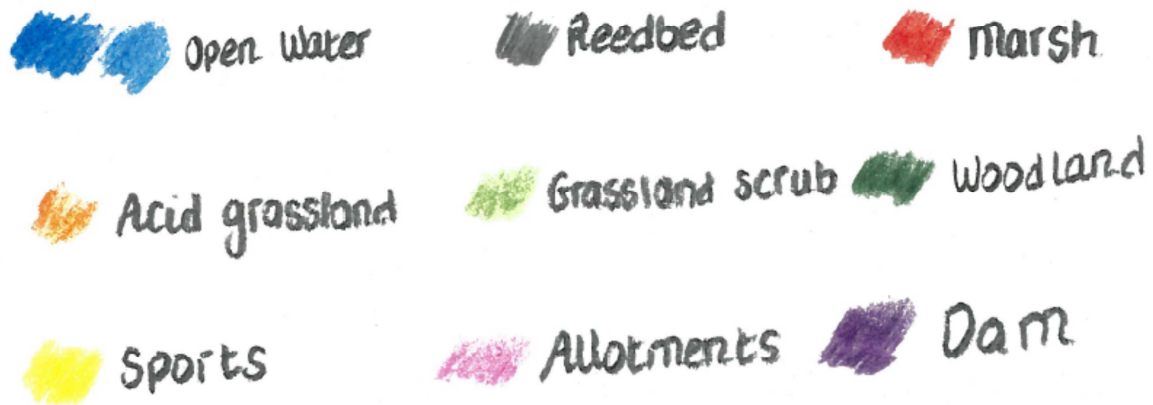 Open Water Reedbed Marsh
Acid grassland Grassland scrub Woodland
Sports Allotments Dam